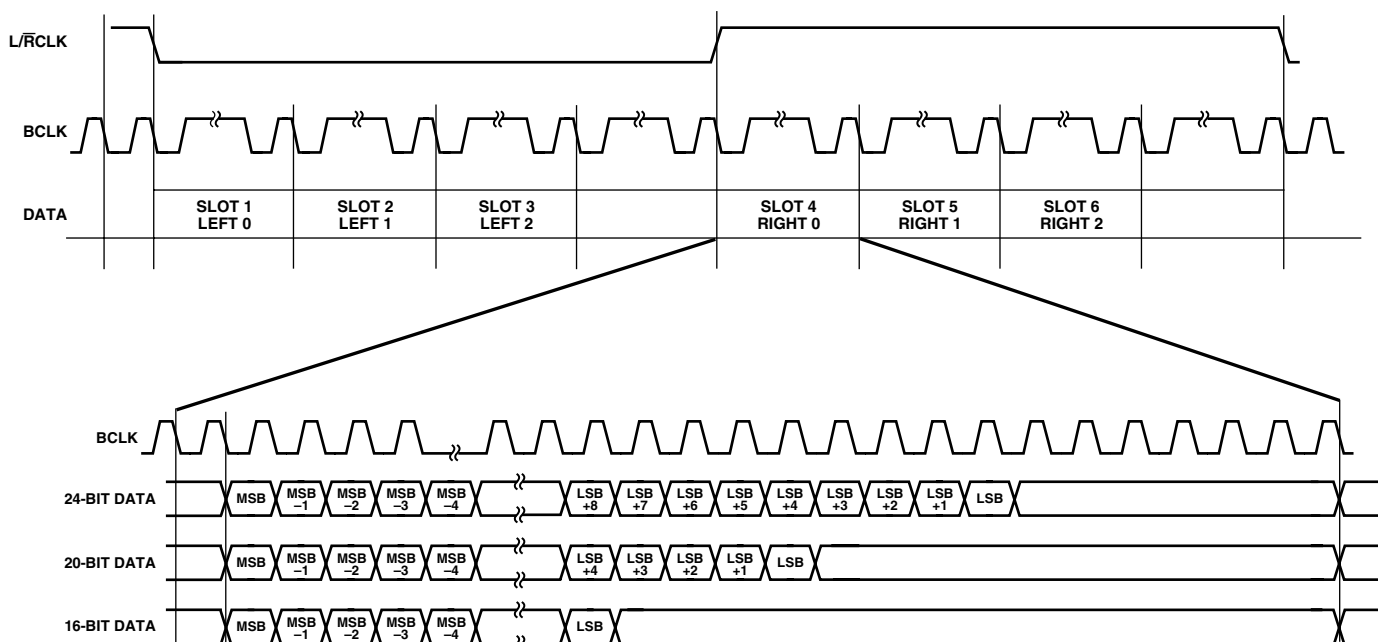 L/R̅CLK
BCLK
DATA
SLOT 1
LEFT 0
SLOT 2
LEFT 1
SLOT 3
LEFT 2
SLOT 4
RIGHT 0
SLOT 5
RIGHT 1
SLOT 6
RIGHT 2
BCLK
24-BIT DATA
MSB
MSB
–1
MSB
–2
MSB
–3
MSB
–4
LSB
+8
LSB
+7
LSB
+6
LSB
+5
LSB
+4
LSB
+3
LSB
+2
LSB
+1
LSB
20-BIT DATA
MSB
MSB
–1
MSB
–2
MSB
–3
MSB
–4
LSB
+4
LSB
+3
LSB
+2
LSB
+1
LSB
16-BIT DATA
MSB
MSB
–1
MSB
–2
MSB
–3
MSB
–4
LSB